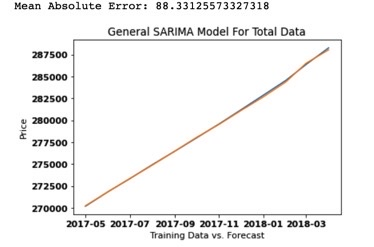 Mean Absolute Error: 88.33125573327318
General SARIMA Model For Total Data
287500
285000
282500
280000
277500
275000
272500
270000
Price
2017-05 2017-07 2017-09 2017-11 2018-01 2018-03
Training Data vs. Forecast